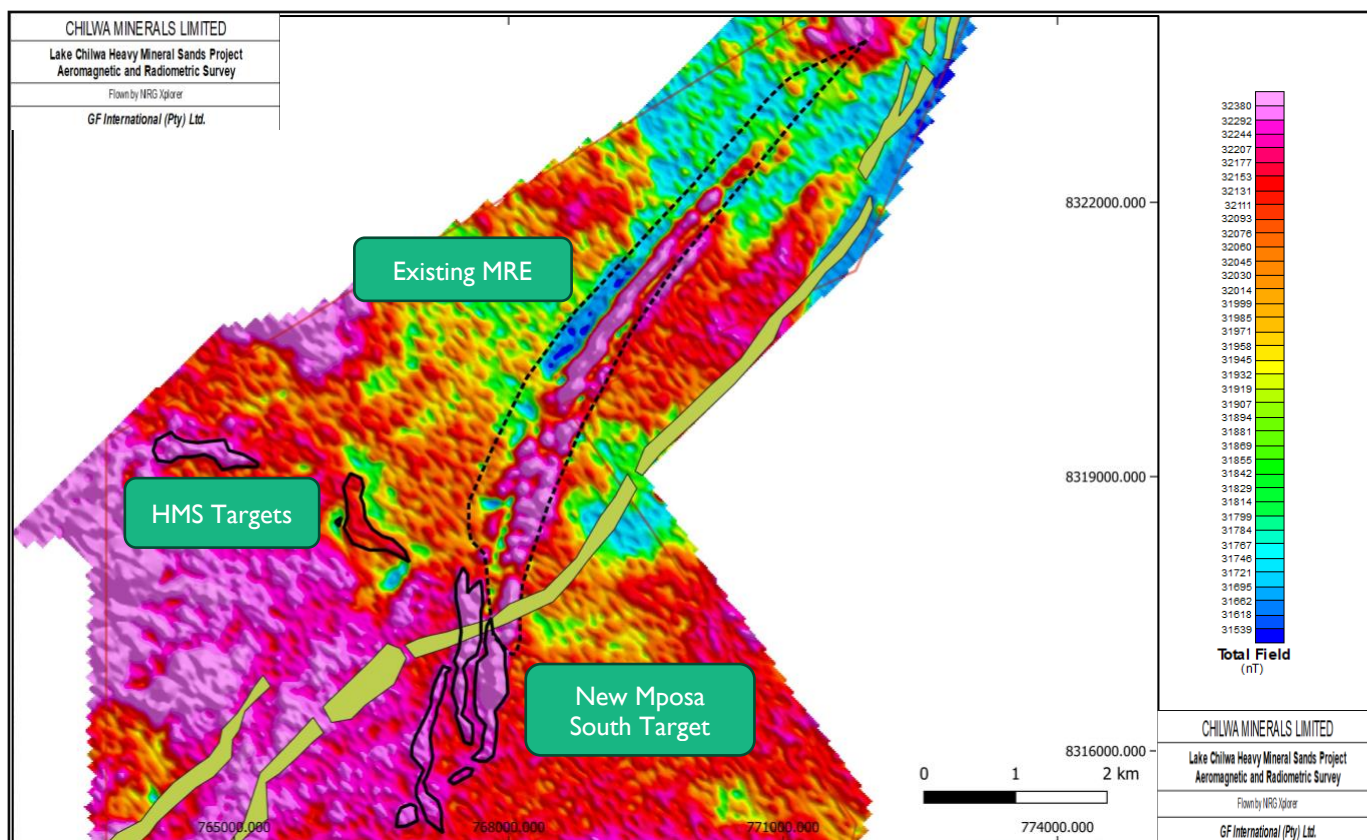 CHILWA MINERALS LIMITED
Lake Chilwa Heavy Mineral Sands Project
Aeromagnetic and Radiometric Survey
Flown by NRG Xplorer
GF International (Pty) Ltd.
Existing MRE
HMS Targets
New Mposa
South Target
8322000.000
8319000.000
8316000.000
0 1 2 km
765000.000 768000.000 771000.000 774000.000
32380
32292
32244
32207
32177
32153
32131
32111
32093
32076
32060
32045
32030
32014
31999
31985
31971
31958
31945
31932
31919
31907
31894
31881
31869
31855
31842
31828
31814
31799
31784
31767
31746
31721
31695
31662
31618
31539
Total Field
(nT)
CHILWA MINERALS LIMITED
Lake Chilwa Heavy Mineral Sands Project
Aeromagnetic and Radiometric Survey
Flown by NRG Xplorer
GF International (Pty) Ltd.